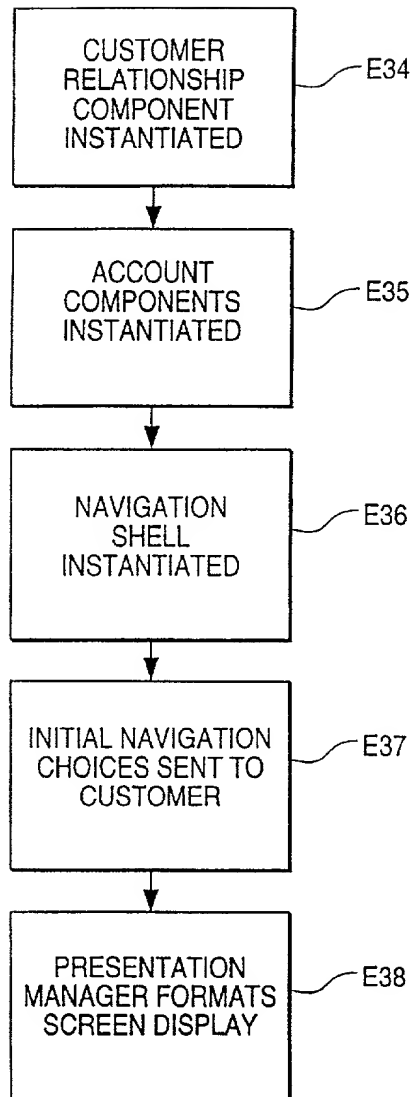 CUSTOMER
RELATIONSHIP
COMPONENT
INSTANTIATED
E34
ACCOUNT
COMPONENTS
INSTANTIATED
E35
NAVIGATION
SHELL
INSTANTIATED
E36
INITIAL NAVIGATION
CHOICES SENT TO
CUSTOMER
E37
PRESENTATION
MANAGER FORMATS
SCREEN DISPLAY
E38